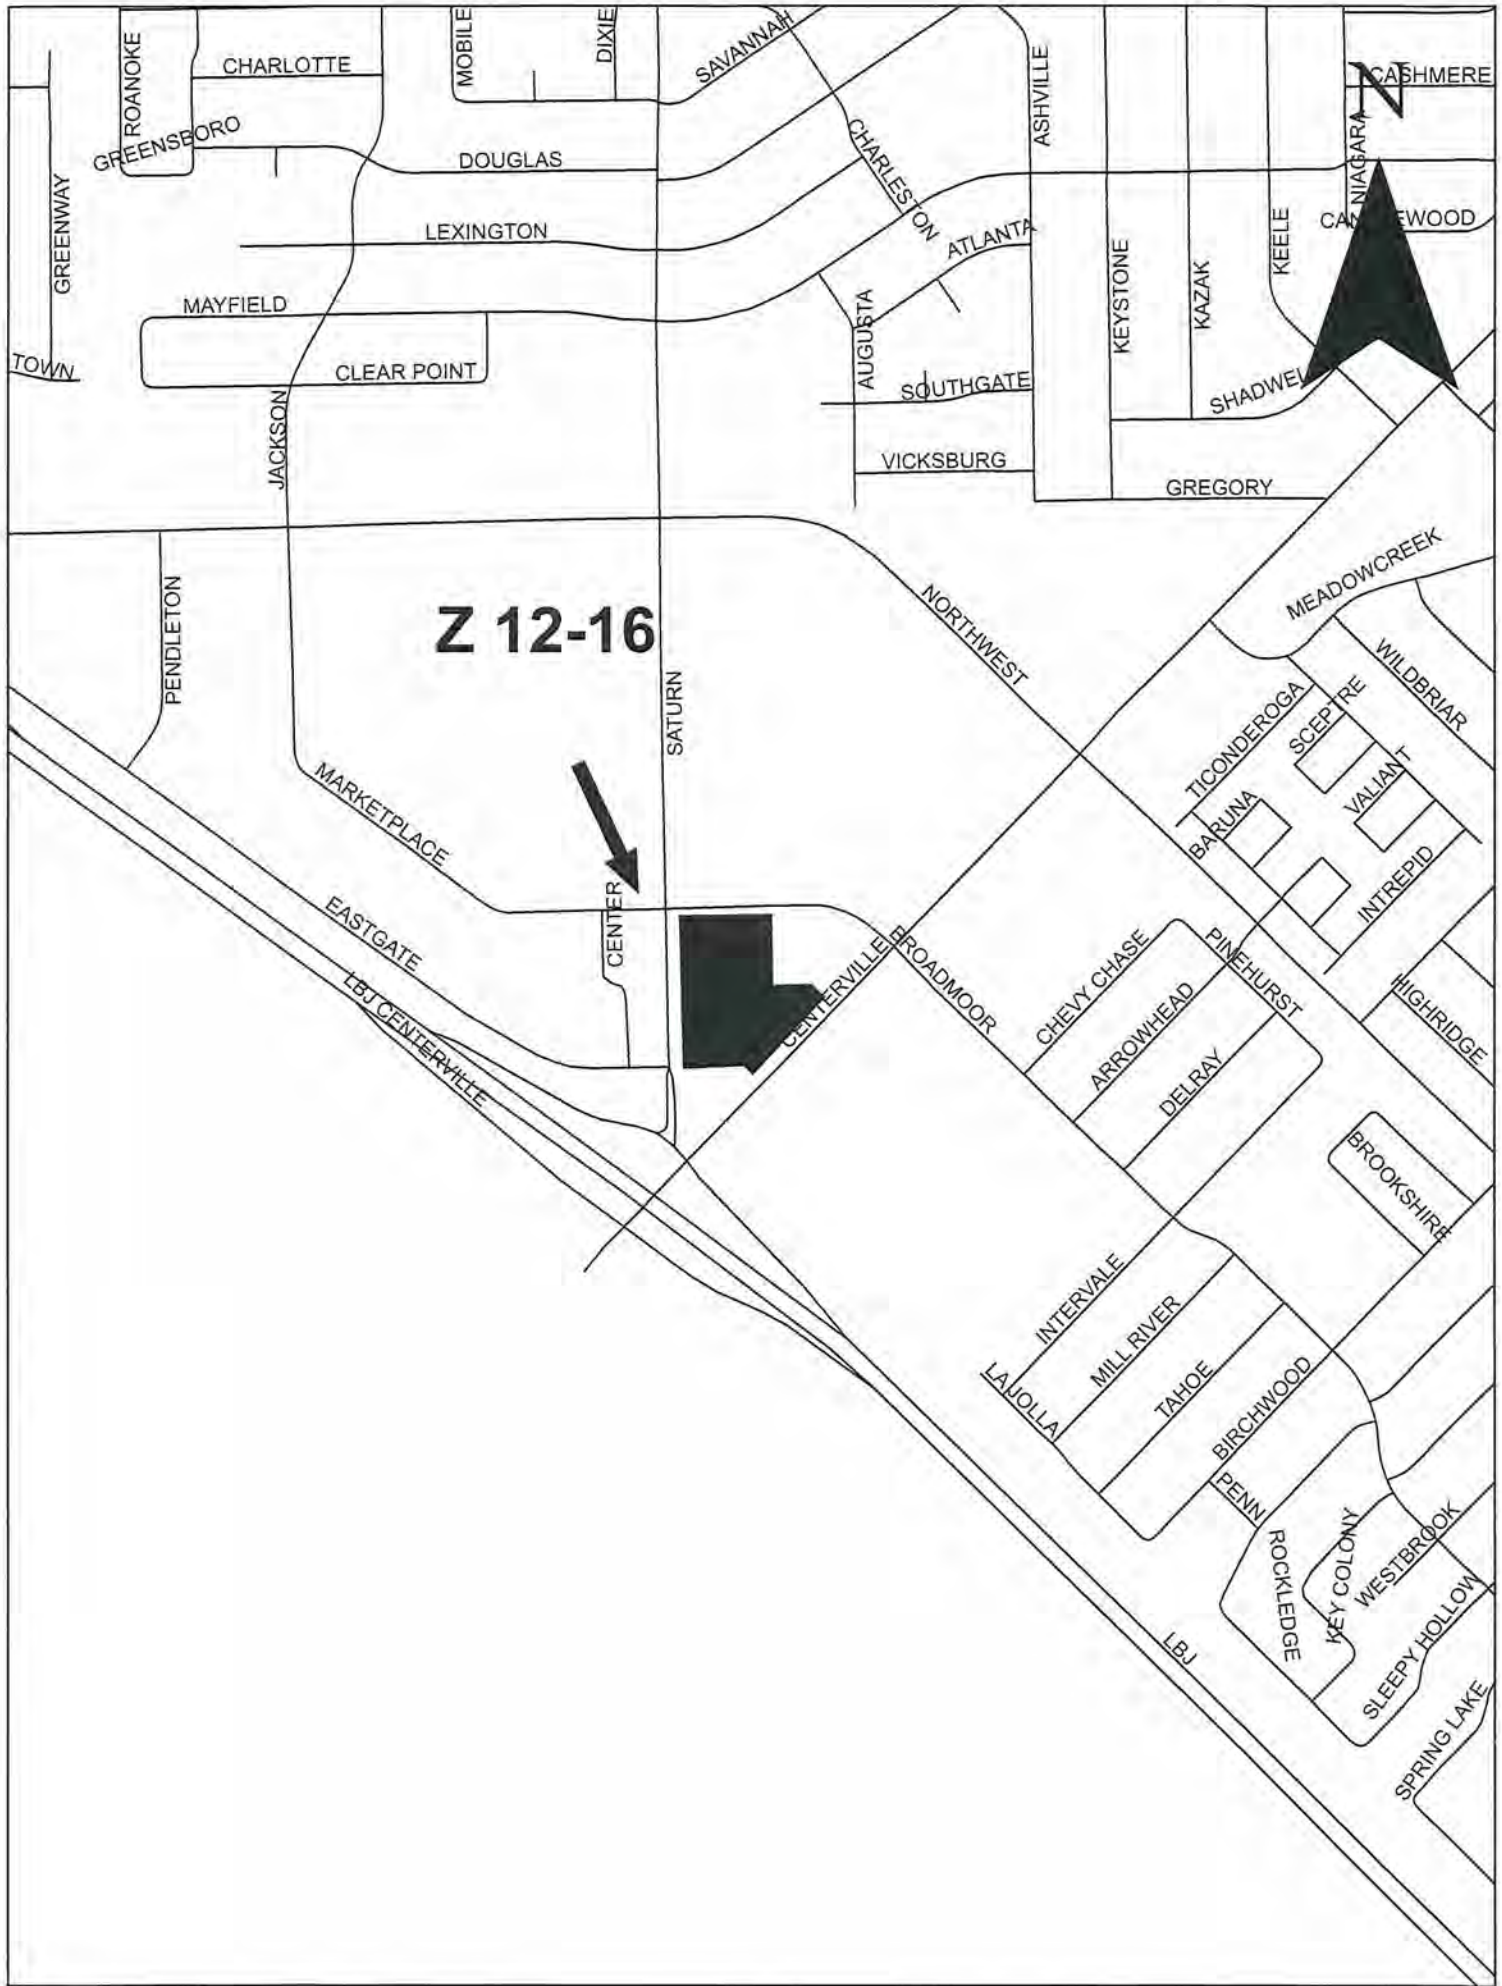 ROANOKE
CHARLOTTE
MOBILE
DIXIE
SAVANNAH
ASHVILLE
N
CASHMERE
GREENSBORO
DOUGLAS
CHARLESTON
NIAGARA
GREENWAY
LEXINGTON
ATLANTA
KEELE
MAYFIELD
AUGUSTA
KEYSTONE
KAZAK
TOWN
CLEAR POINT
SOUTHGATE
JACKSON
VICKSBURG
GREGORY
MEADOWCREEK
PENDLETON
Z 12-16
NORTHWEST
WILDBRIAR
SATURN
TICONDEROGA
SCEPTRE
VALIANT
MARKETPLACE
BARUNA
INTREPID
EASTGATE
CENTER
CENTERVILLE
BROADMOOR
CHEVY CHASE
PINEHURST
HIGHRIDGE
LBJ CENTERVILLE
ARROWHEAD
DELRAY
BROOKSHIRE
INTERVALE
MILL RIVER
LA JOLLA
TAHOE
BIRCHWOOD
PENN
ROCKLEDGE
KEY COLONY
WESTBROOK
LBJ
SLEEPY HOLLOW
SPRING LAKE